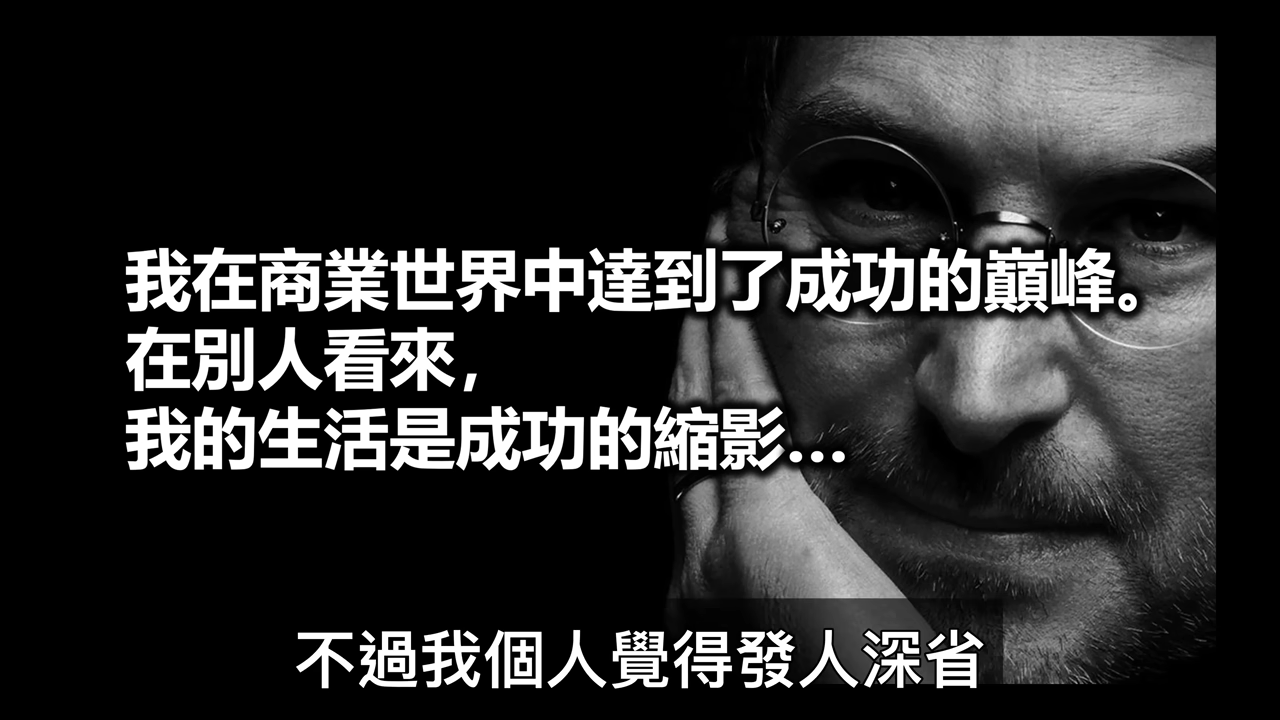 我在商業世界中達到了成功的巔峰。
在別人看來，
我的生活是成功的縮影…
不過我個人覺得發人深省